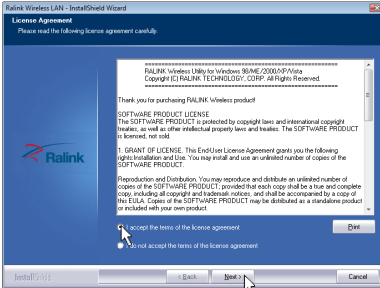 Ralink Wireless LAN - InstallShield Wizard
License Agreement
Please read the following license agreement carefully.
RALINK Wireless Utility for Windows 98/ME/2000/XP/Vista
Copyright (C) RALINK TECHNOLOGY, CORP. All Rights Reserved.
Thank you for purchasing RALINK Wireless product!
SOFTWARE PRODUCT LICENSE
The SOFTWARE PRODUCT is protected by copyright laws and international copyright
treaties, as well as other intellectual property laws and treaties. The SOFTWARE PRODUCT
is licensed, not sold.
1. GRANT OF LICENSE. This End-User License Agreement grants you the following
rights:Installation and Use. You may install and use an unlimited number of copies of the
SOFTWARE PRODUCT.
Reproduction and Distribution. You may reproduce and distribute an unlimited number of
copies of the SOFTWARE PRODUCT; provided that each copy shall be a true and complete
copy, including all copyright and trademark notices, and shall be accompanied by a copy of
this EULA. Copies of the SOFTWARE PRODUCT may be distributed as a standalone product
or included with your own product.
Ralink
I accept the terms of the license agreement
Print
I do not accept the terms of the license agreement
InstallShield
< Back
Next >
Cancel